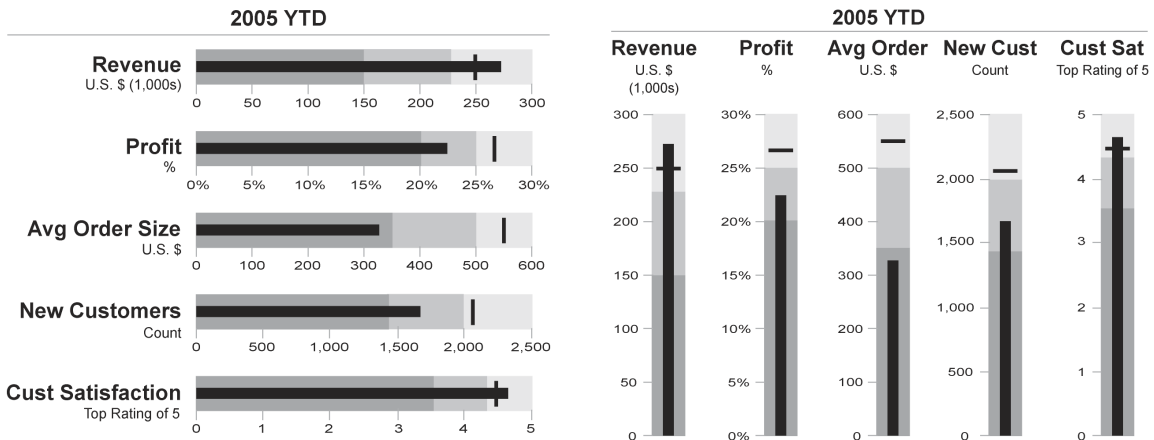 2005 YTD
Revenue
U.S. $ (1,000s)
0 50 100 150 200 250 300
Profit
%
0% 5% 10% 15% 20% 25% 30%
Avg Order Size
U.S. $
0 100 200 300 400 500 600
New Customers
Count
0 500 1,000 1,500 2,000 2,500
Cust Satisfaction
Top Rating of 5
0 1 2 3 4 5
2005 YTD
Revenue
U.S. $
(1,000s)
300
250
200
150
100
50
0
Profit
%
30%
25%
20%
15%
10%
5%
0%
Avg Order
U.S. $
600
500
400
300
200
100
0
New Cust
Count
2,500
2,000
1,500
1,000
500
0
Cust Sat
Top Rating of 5
5
4
3
2
1
0